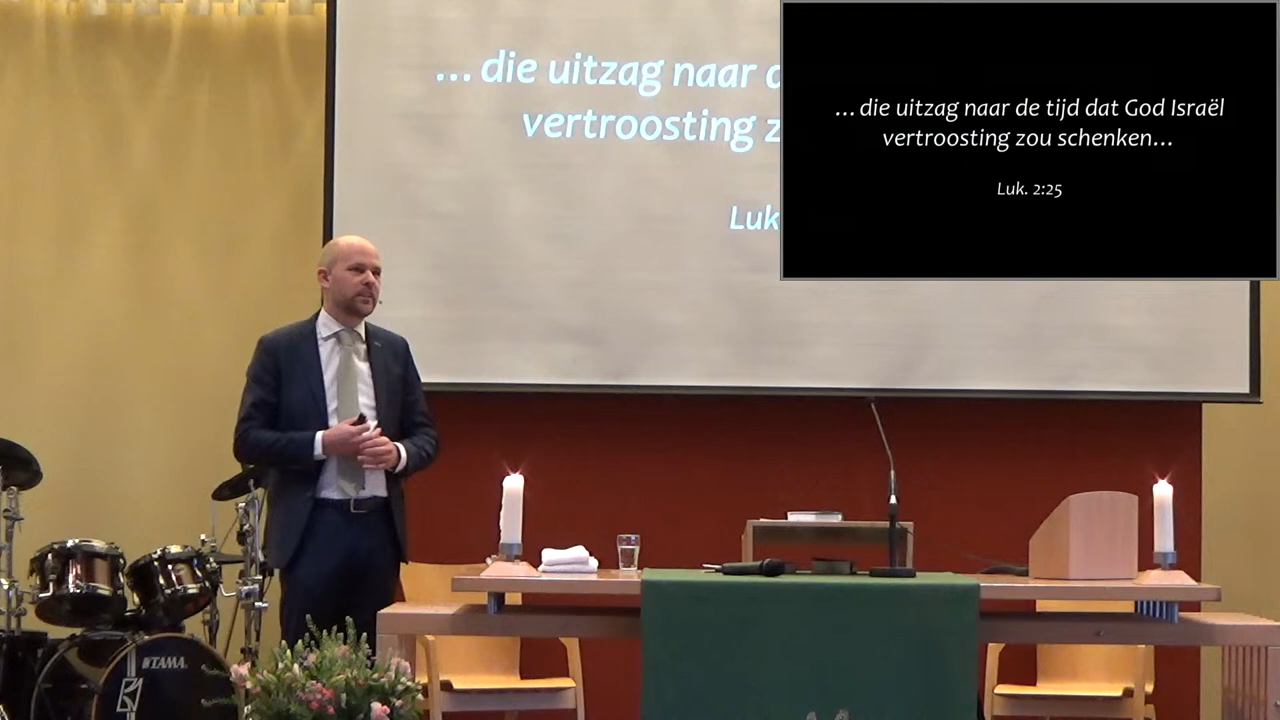 ... die uitzag naar d
vertroosting z
Luk
...die uitzag naar de tijd dat God Israël
vertroosting zou schenken...
Luk. 2:25
TAMA